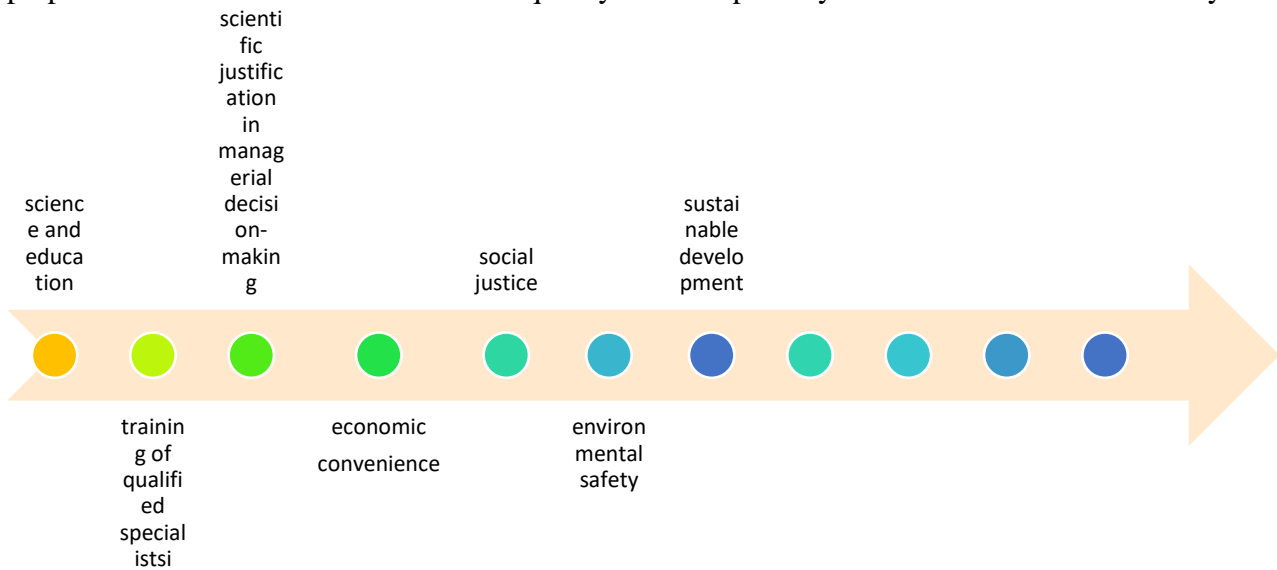 scienc
e and
educa
tion
trainin
g of
qualifi
ed
special
istsi
scienti
fic
justific
ation
in
manag
erial
decisi
on-
makin
g
economic
convenience
social
justice
environ
mental
safety
sustai
nable
develo
pment